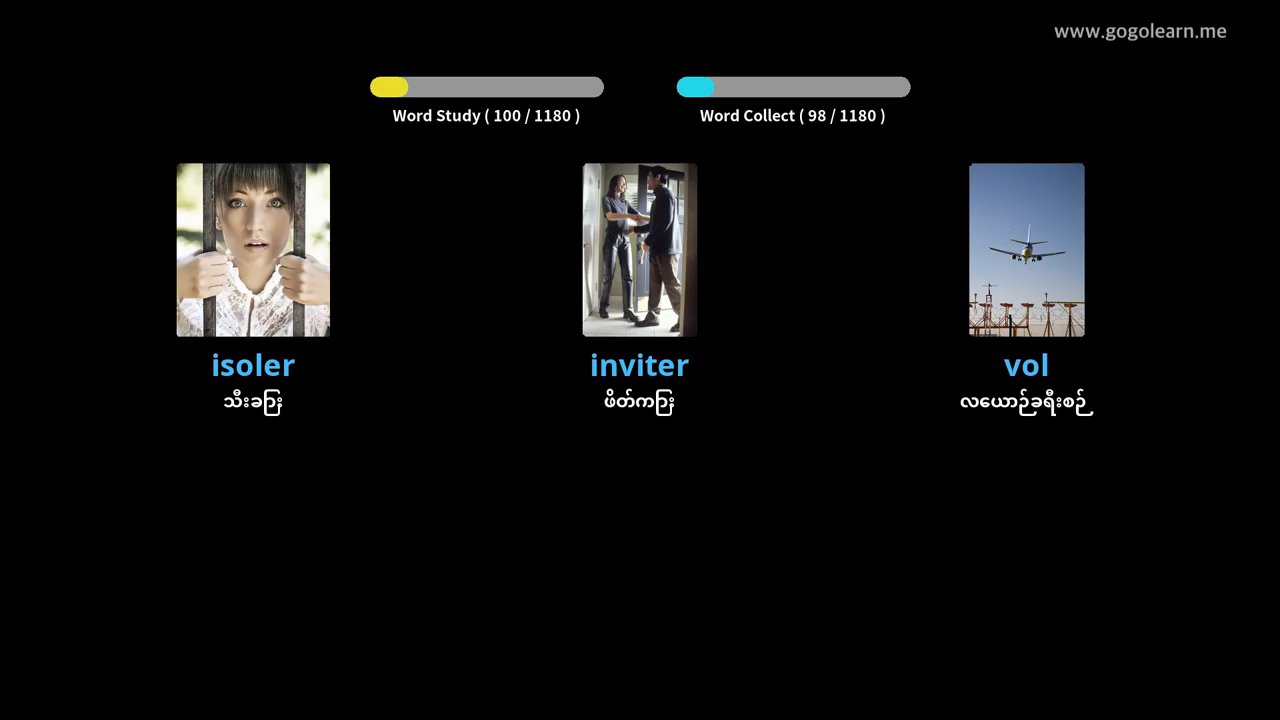 www.gogolearn.me
Word Study ( 100 / 1180 )
Word Collect ( 98 / 1180 )
isoler
inviter
vol
သီးခြား
ဖိတ်ကြား
လေယာဉ်ခရီးစဉ်